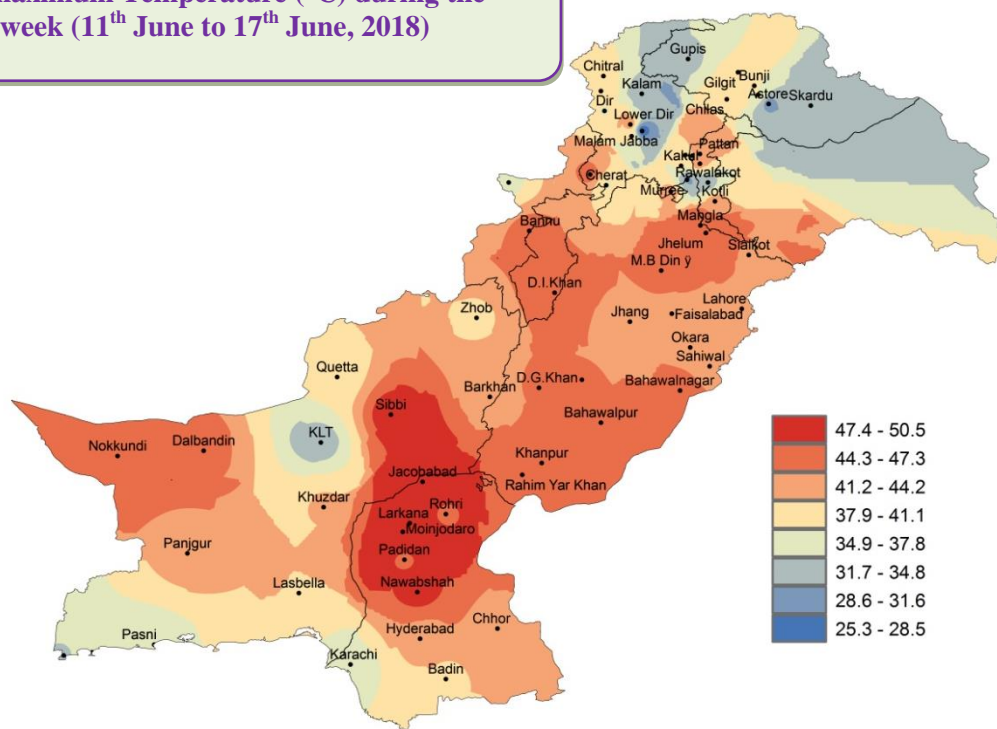 maximum Temperature (°C) during the
week (11th June to 17th June, 2018)
Gupis
Chitral
Kalam
Gilgit
Bunji
Astore
Skardu
Dir
Lower Dir
Chilas
Malam Jabba
Pattan
Kakul
Cherat
Rawalakot
Murree
Kotli
Bannu
Mangla
Jhelum
Sialkot
M.B Din ÿ
D.I.Khan
Zhob
Lahore
Jhang
Faisalabad
Okara
Sahiwal
Quetta
D.G.Khan
Bahawalnagar
Barkhan
Sibbi
Bahawalpur
Nokkundi
Dalbandin
KLT
Khanpur
Jacobabad
Rahim Yar Khan
Khuzdar
Rohri
Larkana
Moinjodaro
Panjgur
Padidan
Lasbella
Nawabshah
Chhor
Pasni
Hyderabad
Karachi
Badin
47.4 - 50.5
44.3 - 47.3
41.2 - 44.2
37.9 - 41.1
34.9 - 37.8
31.7 - 34.8
28.6 - 31.6
25.3 - 28.5